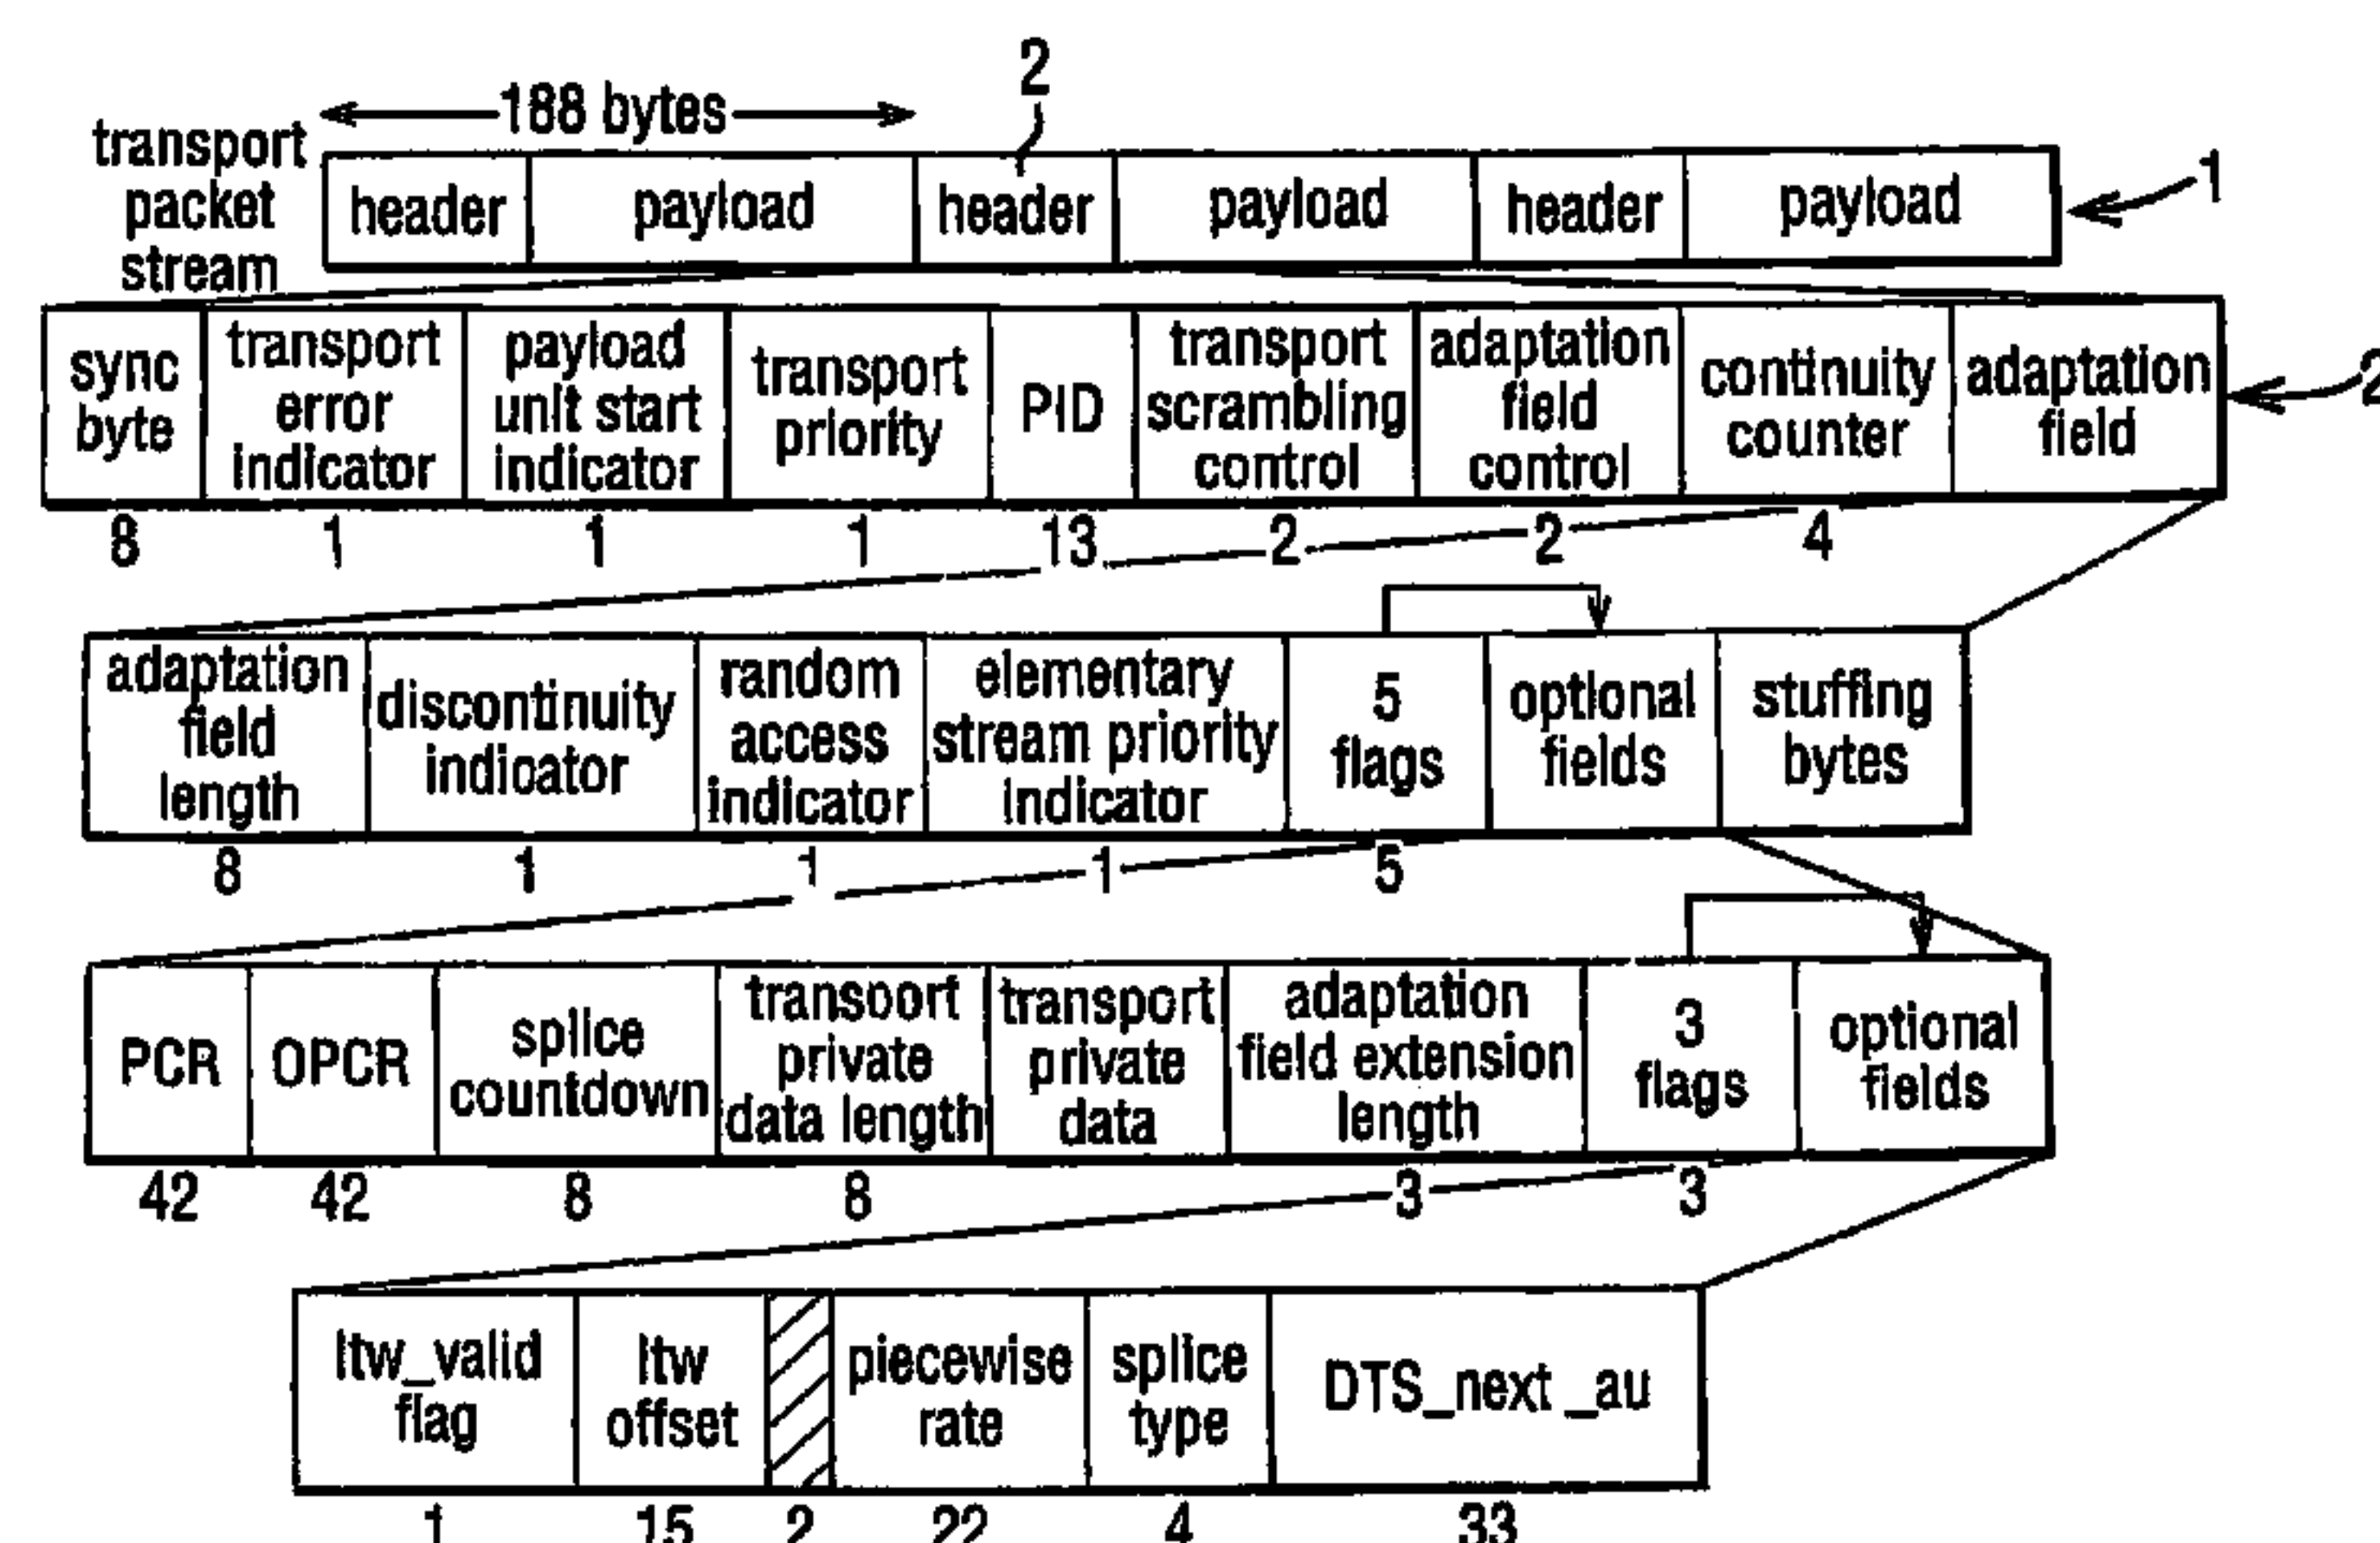 2
188 bytes
transport
packet
stream
header payload header payload header payload
1
sync
byte
transport
error
indicator
payload
unit start
indicator
transport
priority
PID
transport
scrambling
control
adaptation
field
control
continuity
counter
adaptation
field
2
8 1 1 1 13 2 2 4
adaptation
field
length
discontinuity
indicator
random
access
indicator
elementary
stream priority
indicator
5
flags
optional
fields
stuffing
bytes
8 1 1 1 5
PCR
OPCR
splice
countdown
transoort
private
data length
transport
private
data
adaptation
field extension
length
3
flags
optional
fields
42 42 8 8 3 3
ltw_valid
flag
ltw
offset
piecewise
rate
splice
type
DTS_next _au
1 15 2 22 4 33